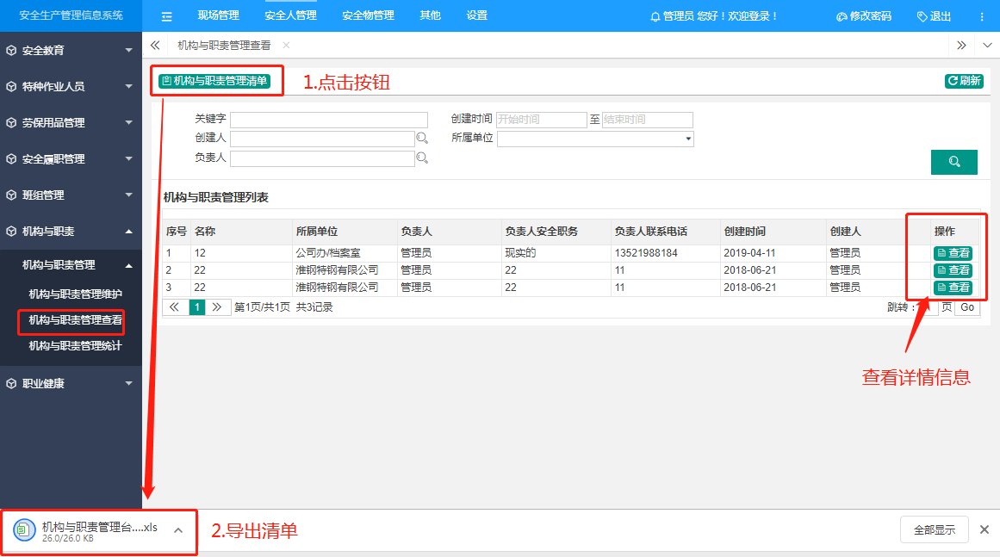 安全生产管理信息系统 现场管理 安全人管理 安全物管理 其他 设置 管理员 您好！欢迎登录！ 修改密码 退出
安全教育
特种作业人员
劳保用品管理
安全履职管理
班组管理
机构与职责
机构与职责管理
机构与职责管理维护
机构与职责管理查看
机构与职责管理统计
职业健康
机构与职责管理查看
机构与职责管理清单 1.点击按钮 刷新
关键字 创建时间 开始时间 至 结束时间
创建人 所属单位
负责人
机构与职责管理列表
序号 名称 所属单位 负责人 负责人安全职务 负责人联系电话 创建时间 创建人 操作
1 12 公司办/档案室 管理员 现实的 13521988184 2019-04-11 管理员 查看
2 22 淮钢特钢有限公司 管理员 22 11 2018-06-21 管理员 查看
3 22 淮钢特钢有限公司 管理员 22 11 2018-06-21 管理员 查看
1 第1页/共1页 共3记录 跳转： 页 Go
查看详情信息
机构与职责管理台....xls
26.0/26.0 KB
2.导出清单
全部显示